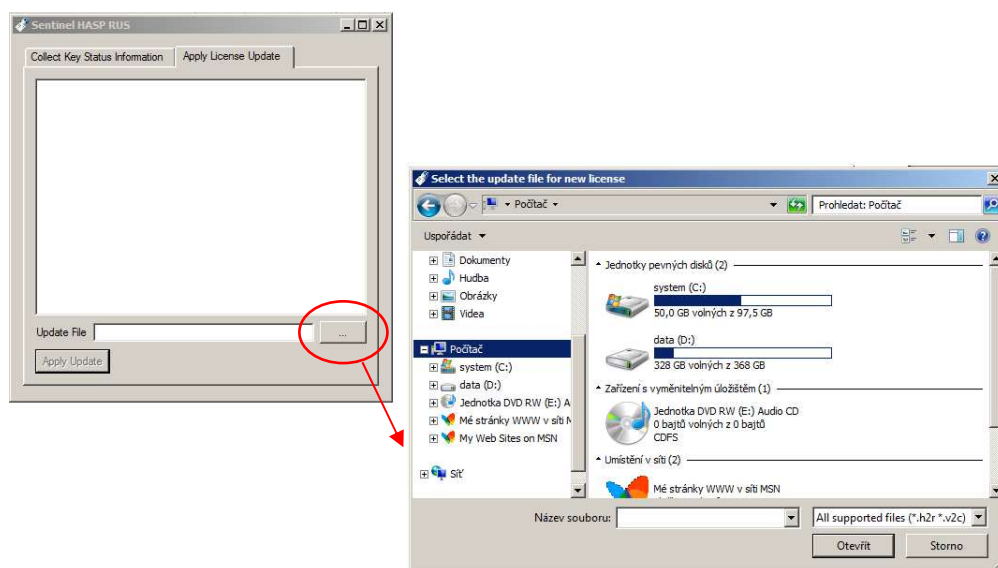 Sentinel HASP RUS
Collect Key Status Information
Apply License Update
Update File
...
Apply Update
Select the update file for new license
Počítač
Prohledat: Počítač
Uspořádat
Dokumenty
Hudba
Obrázky
Videa
Počítač
system (C:)
data (D:)
Jednotka DVD RW (E:) A
Mé stránky WWW v síti M
My Web Sites on MSN
Síť
Jednotky pevných disků (2)
system (C:)
50,0 GB volných z 97,5 GB
data (D:)
328 GB volných z 368 GB
Zařízení s vyměnitelným úložištěm (1)
Jednotka DVD RW (E:) Audio CD
0 bajtů volných z 0 bajtů
CDFS
Umístění v síti (2)
Mé stránky WWW v síti MSN
Název souboru:
All supported files (*.h2r *.v2c)
Otevřít
Storno